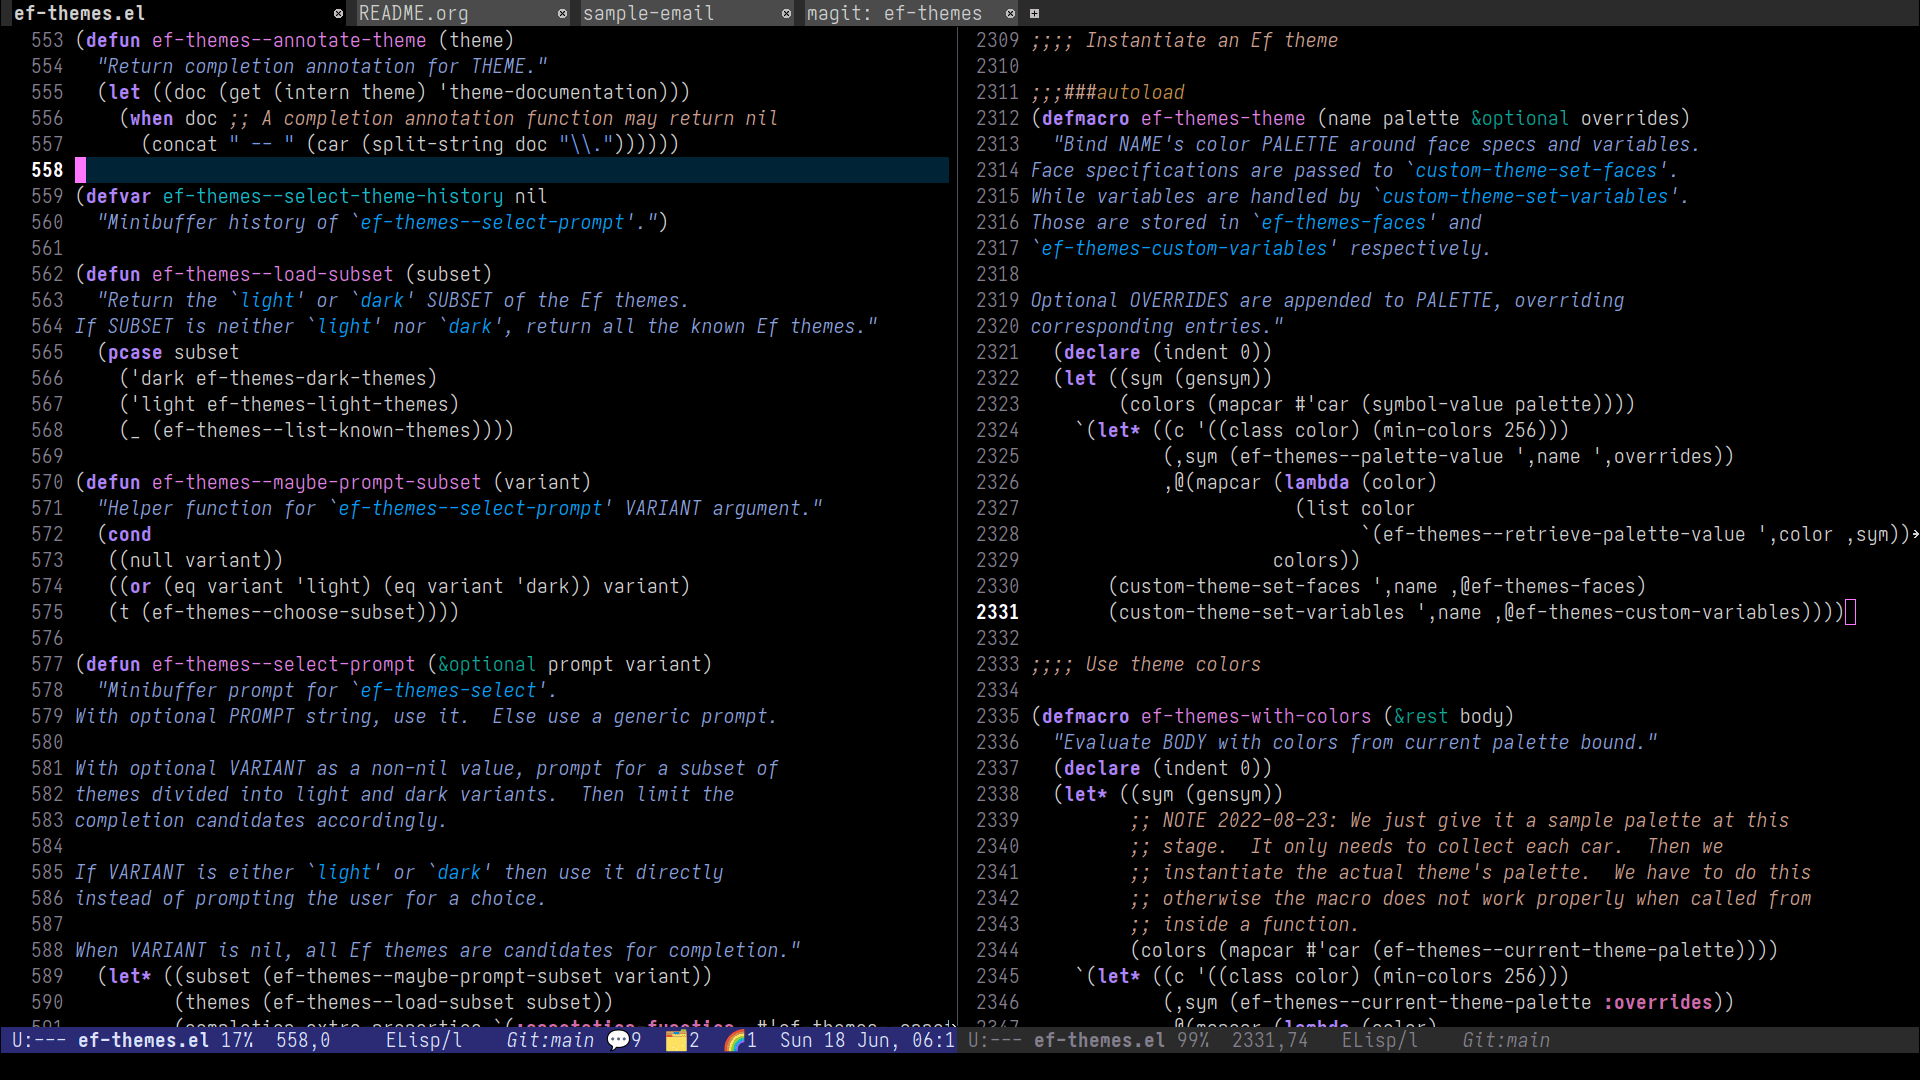 ef-themes.el README.org sample-email magit: ef-themes
553 (defun ef-themes--annotate-theme (theme)
554   "Return completion annotation for THEME."
555   (let ((doc (get (intern theme) 'theme-documentation)))
556     (when doc ;; A completion annotation function may return nil
557       (concat " -- " (car (split-string doc "\\."))))))
558
559 (defvar ef-themes--select-theme-history nil
560   "Minibuffer history of `ef-themes--select-prompt'.")
561
562 (defun ef-themes--load-subset (subset)
563   "Return the `light' or `dark' SUBSET of the Ef themes.
564 If SUBSET is neither `light' nor `dark', return all the known Ef themes."
565   (pcase subset
566     ('dark ef-themes-dark-themes)
567     ('light ef-themes-light-themes)
568     (_ (ef-themes--list-known-themes))))
569
570 (defun ef-themes--maybe-prompt-subset (variant)
571   "Helper function for `ef-themes--select-prompt' VARIANT argument."
572   (cond
573    ((null variant))
574    ((or (eq variant 'light) (eq variant 'dark)) variant)
575    (t (ef-themes--choose-subset))))
576
577 (defun ef-themes--select-prompt (&optional prompt variant)
578   "Minibuffer prompt for `ef-themes-select'.
579 With optional PROMPT string, use it.  Else use a generic prompt.
580
581 With optional VARIANT as a non-nil value, prompt for a subset of
582 themes divided into light and dark variants.  Then limit the
583 completion candidates accordingly.
584
585 If VARIANT is either `light' or `dark' then use it directly
586 instead of prompting the user for a choice.
587
588 When VARIANT is nil, all Ef themes are candidates for completion."
589   (let* ((subset (ef-themes--maybe-prompt-subset variant))
590          (themes (ef-themes--load-subset subset))
U:--- ef-themes.el 17% 558,0 ELisp/l Git:main 💬9 🗂️2 🌈1 Sun 18 Jun, 06:1
2309 ;;;; Instantiate an Ef theme
2310
2311 ;;;###autoload
2312 (defmacro ef-themes-theme (name palette &optional overrides)
2313   "Bind NAME's color PALETTE around face specs and variables.
2314 Face specifications are passed to `custom-theme-set-faces'.
2315 While variables are handled by `custom-theme-set-variables'.
2316 Those are stored in `ef-themes-faces' and
2317 `ef-themes-custom-variables' respectively.
2318
2319 Optional OVERRIDES are appended to PALETTE, overriding
2320 corresponding entries."
2321   (declare (indent 0))
2322   (let ((sym (gensym))
2323         (colors (mapcar #'car (symbol-value palette))))
2324     `(let* ((c '((class color) (min-colors 256)))
2325             (,sym (ef-themes--palette-value ',name ',overrides))
2326             ,@(mapcar (lambda (color)
2327                         (list color
2328                               `(ef-themes--retrieve-palette-value ',color ,sym))
2329                       colors))
2330        (custom-theme-set-faces ',name ,@ef-themes-faces)
2331        (custom-theme-set-variables ',name ,@ef-themes-custom-variables))))
2332
2333 ;;;; Use theme colors
2334
2335 (defmacro ef-themes-with-colors (&rest body)
2336   "Evaluate BODY with colors from current palette bound."
2337   (declare (indent 0))
2338   (let* ((sym (gensym))
2339          ;; NOTE 2022-08-23: We just give it a sample palette at this
2340          ;; stage.  It only needs to collect each car.  Then we
2341          ;; instantiate the actual theme's palette.  We have to do this
2342          ;; otherwise the macro does not work properly when called from
2343          ;; inside a function.
2344          (colors (mapcar #'car (ef-themes--current-theme-palette))))
2345     `(let* ((c '((class color) (min-colors 256)))
2346             (,sym (ef-themes--current-theme-palette :overrides))
2347             ,@(mapcar (lambda (color)
U:--- ef-themes.el 99% 2331,74 ELisp/l Git:main